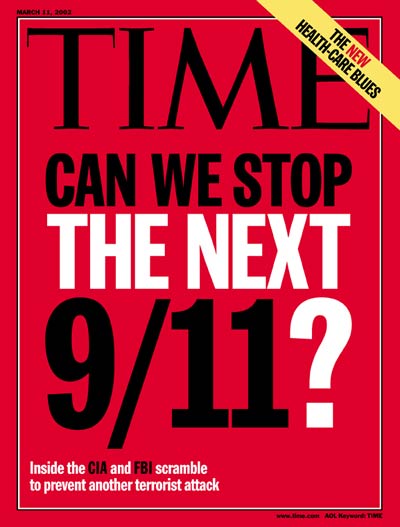 MARCH 11, 2002
THE NEW
HEALTH-CARE BLUES
TIME
CAN WE STOP
THE NEXT
9/11?
Inside the CIA and FBI scramble
to prevent another terrorist attack
www.time.com AOL Keyword: TIME